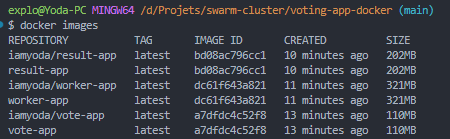 explo@Yoda-PC MINGW64 /d/Projets/swarm-cluster/voting-app-docker (main)
$ docker images
REPOSITORY TAG IMAGE ID CREATED SIZE
iamyoda/result-app latest bd08ac796cc1 10 minutes ago 202MB
result-app latest bd08ac796cc1 10 minutes ago 202MB
iamyoda/worker-app latest dc61f643a821 11 minutes ago 321MB
worker-app latest dc61f643a821 11 minutes ago 321MB
iamyoda/vote-app latest a7dfdc4c52f8 13 minutes ago 110MB
vote-app latest a7dfdc4c52f8 13 minutes ago 110MB